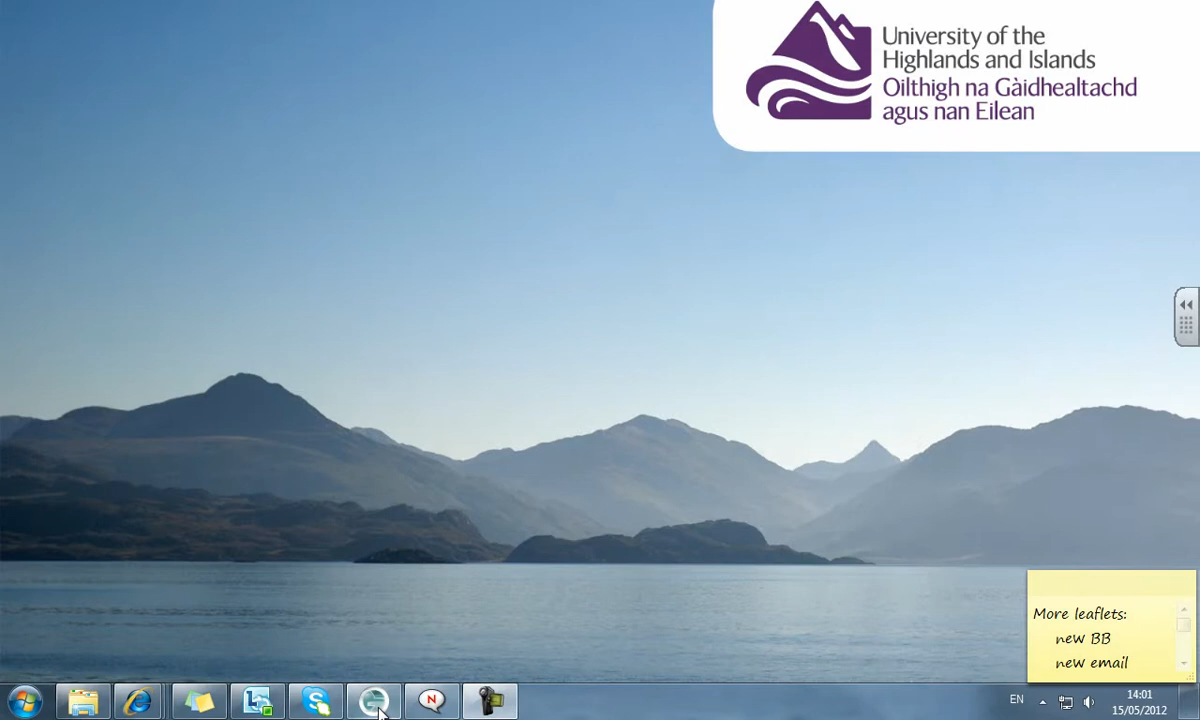 University of the
Highlands and Islands
Oilthigh na Gàidhealtachd
agus nan Eilean
More leaflets:
new BB
new email
N
EN
14:01
15/05/2012